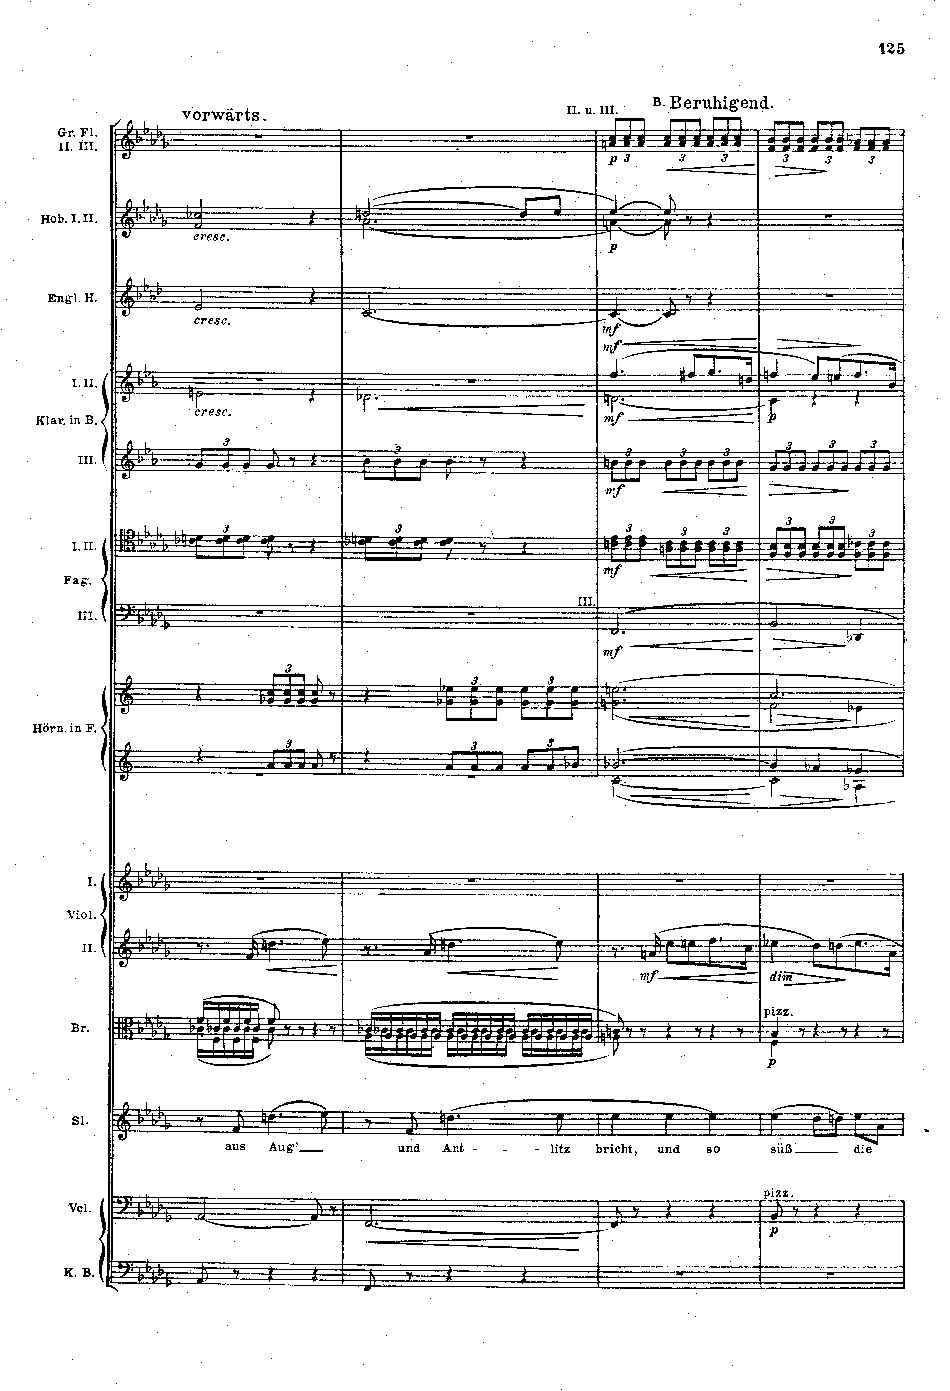 125
vorwärts.
II. u. III.
B. Beruhigend.
Gr. Fl.
II. III.
p 3 3 3 3 3 3
Hob. I. II.
cresc.
p
Engl. H.
cresc.
mf
mf
I. II.
cresc.
mf
p
Klar. in B.
III.
3 3 3 3 3 3 3 3
mf
I. II.
3 3 3 3 3 3 3 3
mf
Fag.
III.
III.
mf
3 3 3
Hörn. in F.
3 3 3
I.
Viol.
II.
mf
dim
Br.
pizz.
p
Sl.
aus Aug' und Ant - - - litz bricht, und so süß die
Vcl.
pizz.
p
K. B.